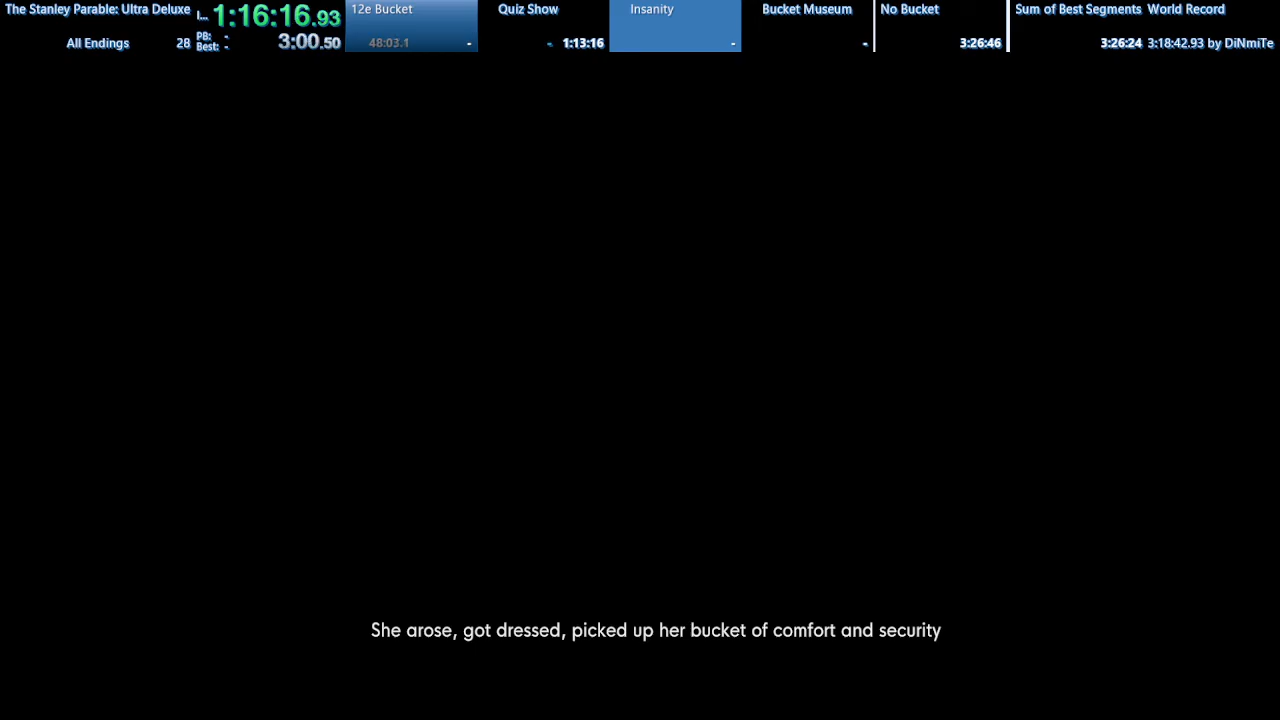 The Stanley Parable: Ultra Deluxe
All Endings 28
I... 1:16:16.93
PB: -
Best: -
3:00.50
12e Bucket
48:03.1 -
Quiz Show
- 1:13:16
Insanity
-
Bucket Museum
-
No Bucket
3:26:46
Sum of Best Segments
3:26:24
World Record
3:18:42.93 by DiNmiTe
She arose, got dressed, picked up her bucket of comfort and security